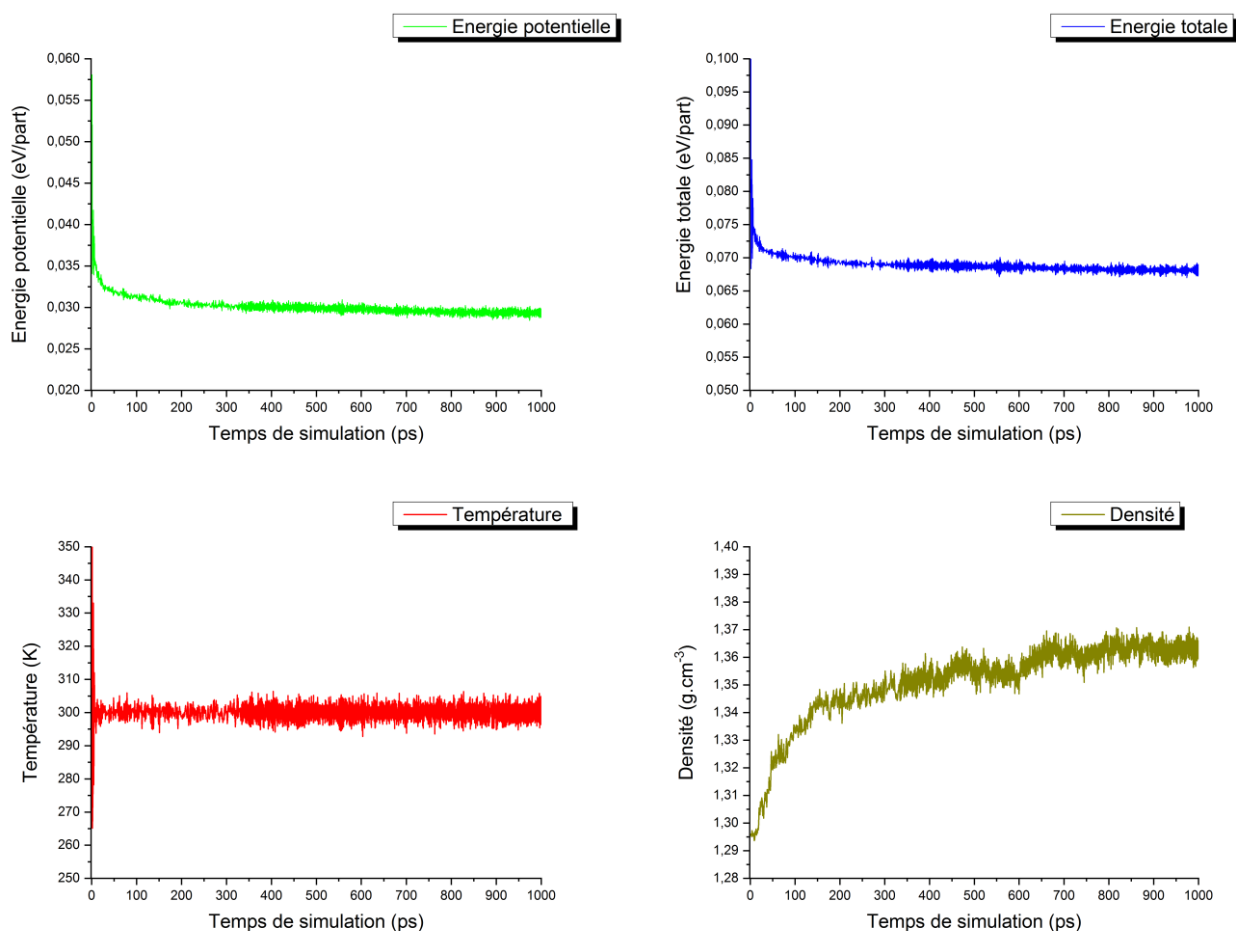 Energie potentielle
0,060
0,055
0,050
0,045
0,040
0,035
0,030
0,025
0,020
Energie potentielle (eV/part)
0 100 200 300 400 500 600 700 800 900 1000
Temps de simulation (ps)
Energie totale
0,100
0,095
0,090
0,085
0,080
0,075
0,070
0,065
0,060
0,055
0,050
Energie totale (eV/part)
0 100 200 300 400 500 600 700 800 900 1000
Temps de simulation (ps)
Température
350
340
330
320
310
300
290
280
270
260
250
Température (K)
0 100 200 300 400 500 600 700 800 900 1000
Temps de simulation (ps)
Densité
1,40
1,39
1,38
1,37
1,36
1,35
1,34
1,33
1,32
1,31
1,30
1,29
1,28
Densité (g.cm⁻³)
0 100 200 300 400 500 600 700 800 900 1000
Temps de simulation (ps)